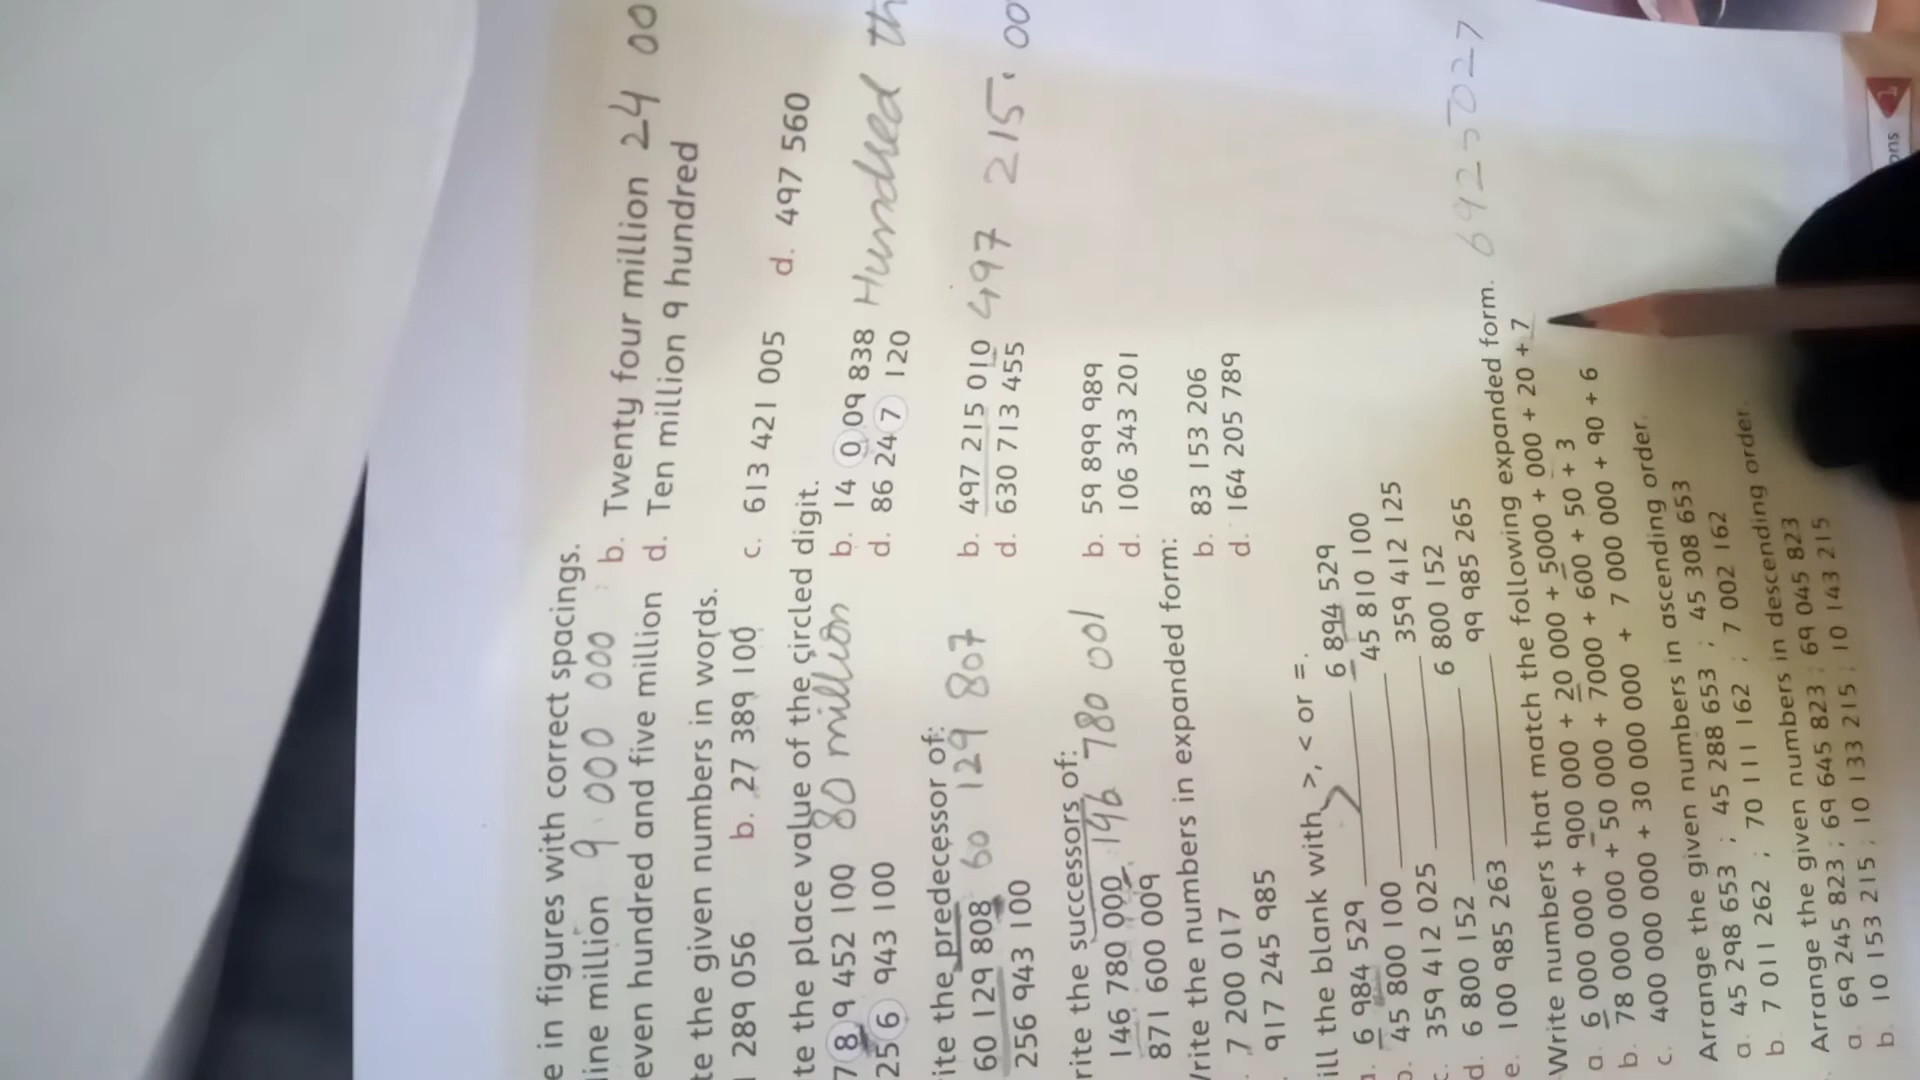 e in figures with correct spacings.
line million 9 000 000 b. Twenty four million 24 00
even hundred and five million d. Ten million 9 hundred
te the given numbers in words.
289 056 b. 27 389 100 c. 613 421 005 d. 497 560
te the place value of the circled digit.
789 452 100 80 million b. 14 009 838 Hundred th
256 943 100 d. 86 247 120
ite the predecessor of:
60 129 808 60 129 807 b. 497 215 010 497 215. 00
256 943 100 d. 630 713 455
rite the successors of:
146 780 000. 146 780 001 b. 59 899 989
871 600 009 d. 106 343 201
Write the numbers in expanded form:
7 200 017 b. 83 153 206
917 245 985 d. 164 205 789
ill the blank with >, < or =.
a. 6 984 529 > 6 894 529
b. 45 800 100 45 810 100
c. 359 412 025 359 412 125
d. 6 800 152 6 800 152
e. 100 985 263 99 985 265
Write numbers that match the following expanded form. 6925027
a. 6 000 000 + 900 000 + 20 000 + 5000 + 000 + 20 + 7
b. 78 000 000 + 50 000 + 7000 + 600 + 50 + 3
c. 400 000 000 + 30 000 000 + 7 000 000 + 90 + 6
Arrange the given numbers in ascending order.
a. 45 298 653 ; 45 288 653 ; 45 308 653
b. 7 011 262 ; 70 111 162 ; 7 002 162
Arrange the given numbers in descending order.
a. 69 245 823 ; 69 645 823 ; 69 045 823
b. 10 153 215 ; 10 133 215 ; 10 143 215
ons 1